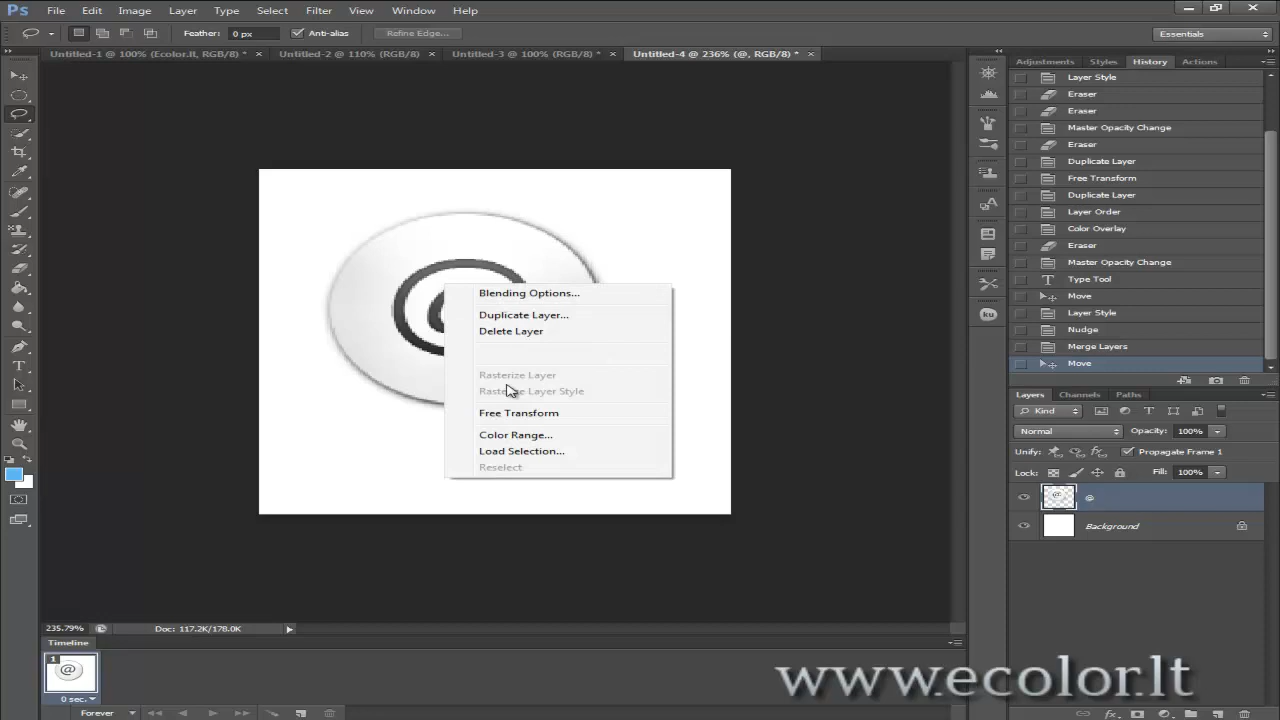 Ps File Edit Image Layer Type Select Filter View Window Help
Feather: 0 px Anti-alias Refine Edge... Essentials
Untitled-1 @ 100% (Ecolor.lt, RGB/8) * × Untitled-2 @ 110% (RGB/8) × Untitled-3 @ 100% (RGB/8) * × Untitled-4 @ 236% (@, RGB/8) * ×
Adjustments Styles History Actions
Layer Style
Eraser
Eraser
Master Opacity Change
Eraser
Duplicate Layer
Free Transform
Duplicate Layer
Layer Order
Color Overlay
Eraser
Master Opacity Change
Type Tool
Move
Layer Style
Nudge
Merge Layers
Move
@
Blending Options...
Duplicate Layer...
Delete Layer
Rasterize Layer
Rasterize Layer Style
Free Transform
Color Range...
Load Selection...
Reselect
ku
Layers Channels Paths
Kind
Normal Opacity: 100%
Unify: Propagate Frame 1
Lock: Fill: 100%
@
Background
235.79% Doc: 117.2K/178.0K
Timeline
1
@
0 sec.
Forever
www.ecolor.lt